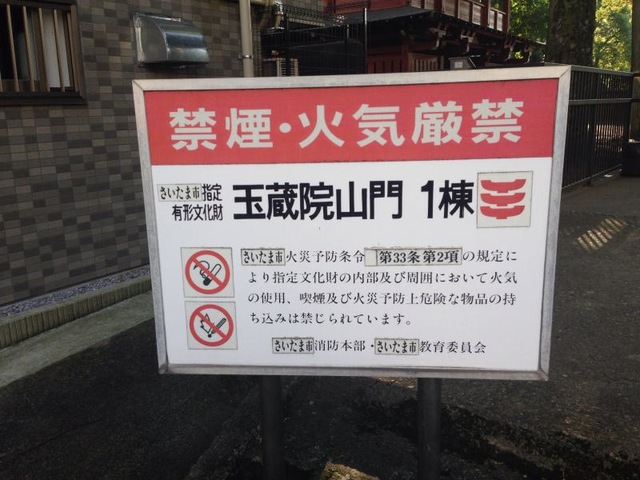 禁煙・火気厳禁
さいたま市指定
有形文化財
玉蔵院山門 1棟
さいたま市火災予防条令 第33条第2項の規定に
より指定文化財の内部及び周囲において火気
の使用、喫煙及び火災予防上危険な物品の持
ち込みは禁じられています。
さいたま市消防本部・さいたま市教育委員会